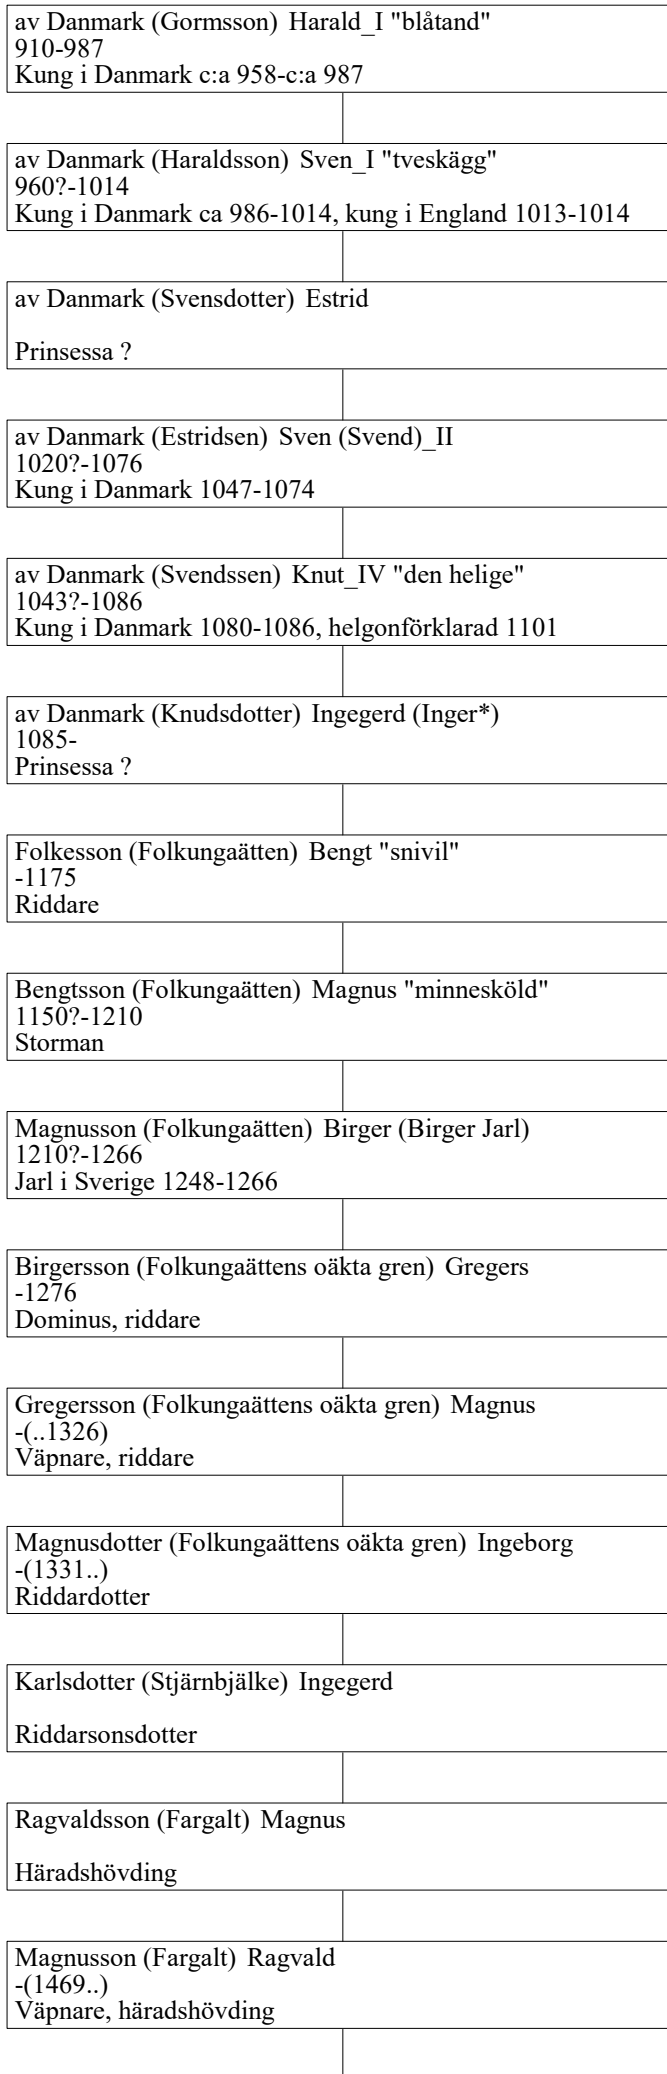 av Danmark (Gormsson) Harald_I "blåtand"
910-987
Kung i Danmark c:a 958-c:a 987
av Danmark (Haraldsson) Sven_I "tveskägg"
960?-1014
Kung i Danmark ca 986-1014, kung i England 1013-1014
av Danmark (Svensdotter) Estrid
Prinsessa ?
av Danmark (Estridsen) Sven (Svend)_II
1020?-1076
Kung i Danmark 1047-1074
av Danmark (Svendssen) Knut_IV "den helige"
1043?-1086
Kung i Danmark 1080-1086, helgonförklarad 1101
av Danmark (Knudsdotter) Ingegerd (Inger*)
1085-
Prinsessa ?
Folkesson (Folkungaätten) Bengt "snivil"
-1175
Riddare
Bengtsson (Folkungaätten) Magnus "minnesköld"
1150?-1210
Storman
Magnusson (Folkungaätten) Birger (Birger Jarl)
1210?-1266
Jarl i Sverige 1248-1266
Birgersson (Folkungaättens oäkta gren) Gregers
-1276
Dominus, riddare
Gregersson (Folkungaättens oäkta gren) Magnus
-(..1326)
Väpnare, riddare
Magnusdotter (Folkungaättens oäkta gren) Ingeborg
-(1331..)
Riddardotter
Karlsdotter (Stjärnbjälke) Ingegerd
Riddarsonsdotter
Ragvaldsson (Fargalt) Magnus
Häradshövding
Magnusson (Fargalt) Ragvald
-(1469..)
Väpnare, häradshövding